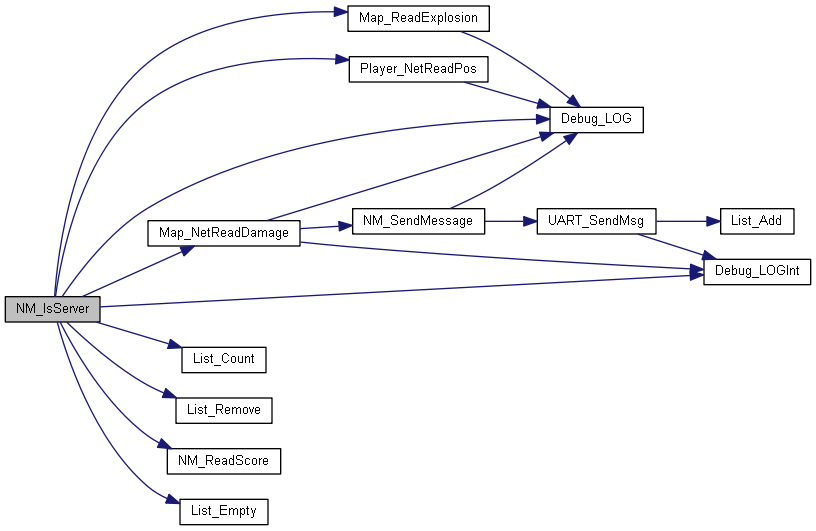 Map_ReadExplosion
Player_NetReadPos
Debug_LOG
NM_SendMessage
UART_SendMsg
List_Add
Map_NetReadDamage
Debug_LOGInt
NM_IsServer
List_Count
List_Remove
NM_ReadScore
List_Empty